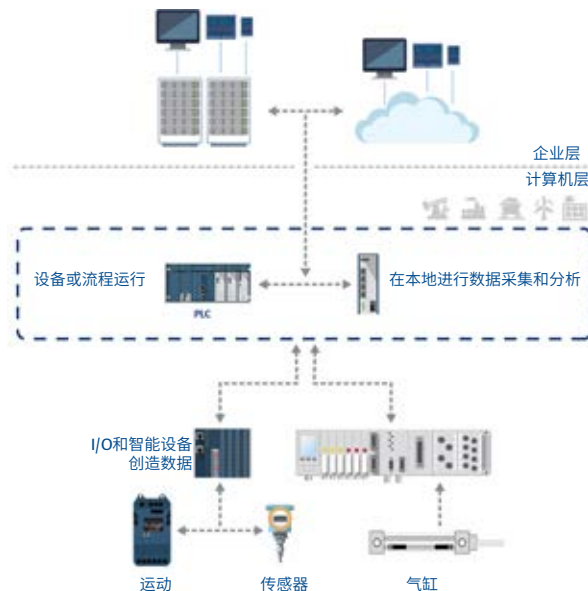 企业层
计算机层
设备或流程运行
PLC
在本地进行数据采集和分析
I/O和智能设备
创造数据
运动
传感器
气缸